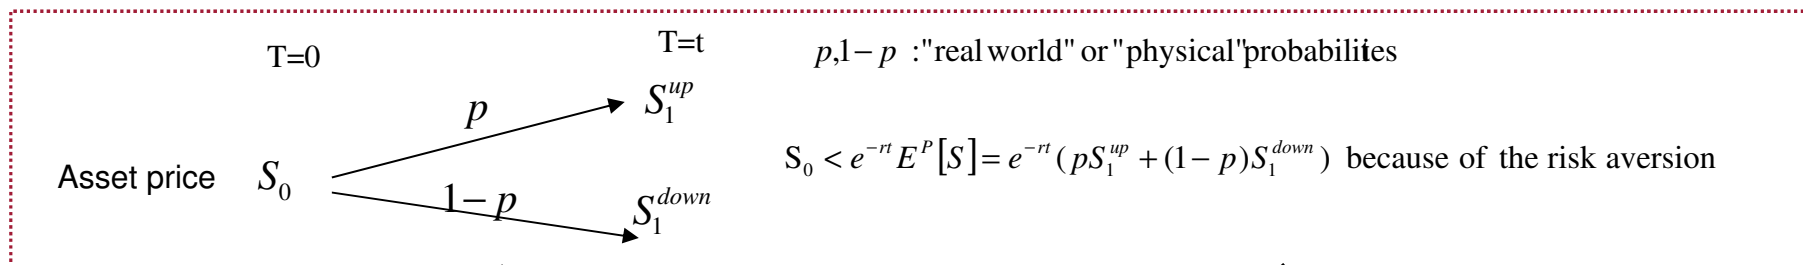 T=0
T=t
p,1− p :"real world" or "physical"probabilities
p
S_1^{up}
S_0 < e^{-rt} E^P[S] = e^{-rt}(pS_1^{up} + (1− p)S_1^{down}) because of the risk aversion
Asset price S_0
1− p
S_1^{down}